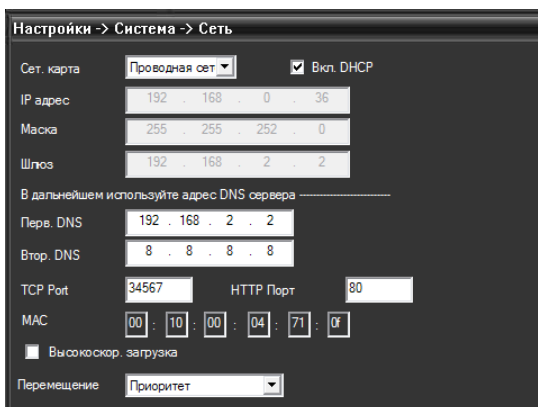 Настройки -> Система -> Сеть
Сет. карта Проводная сет Вкл. DHCP
IP адрес 192 . 168 . 0 . 36
Маска 255 . 255 . 252 . 0
Шлюз 192 . 168 . 2 . 2
В дальнейшем используйте адрес DNS сервера --------------------------
Перв. DNS 192 . 168 . 2 . 2
Втор. DNS 8 . 8 . 8 . 8
TCP Port 34567 HTTP Порт 80
MAC 00 : 10 : 00 : 04 : 71 : 0f
Высокоскор. загрузка
Перемещение Приоритет